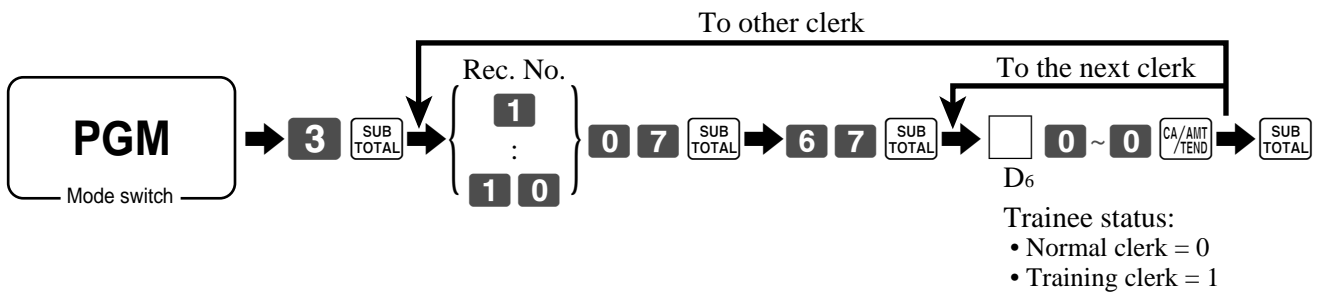 To other clerk
To the next clerk
Rec. No.
PGM
Mode switch
3 SUB TOTAL
1
:
1 0
0 7 SUB TOTAL
6 7 SUB TOTAL
0 ~ 0 CA/AMT /TEND
SUB TOTAL
D6
Trainee status:
• Normal clerk = 0
• Training clerk = 1